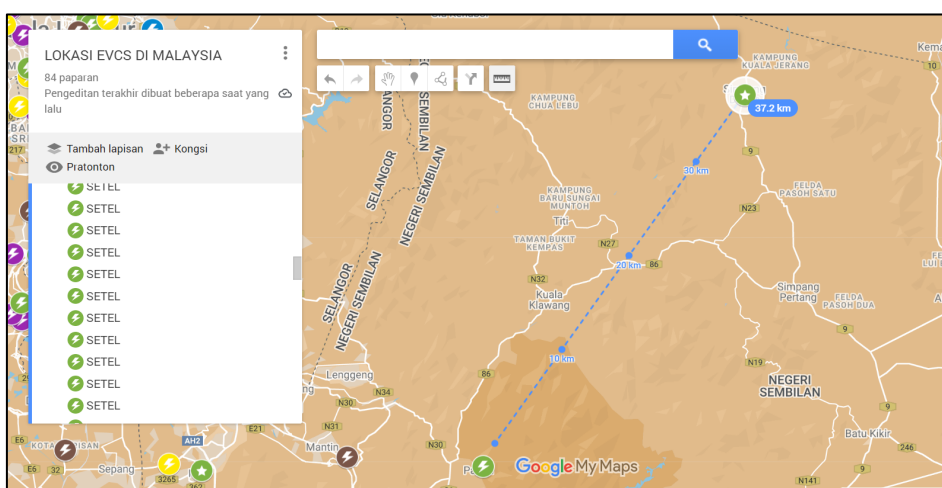 LOKASI EVCS DI MALAYSIA
84 paparan
Pengeditan terakhir dibuat beberapa saat yang
lalu
Tambah lapisan
Kongsi
Pratonton
SETEL
SETEL
SETEL
SETEL
SETEL
SETEL
SETEL
SETEL
SETEL
SETEL
SETEL
KAMPUNG
KUALA JERANG
10
37.2 km
KAMPUNG
CHUA LEBU
SELANGOR
NEGERI SEMBILAN
9
30 km
FELDA
PASOH SATU
KAMPUNG
BARU SUNGAI
MUNTOH
Titi
N23
TAMAN BUKIT
KEMPAS
N27
20 km
86
N32
Kuala
Klawang
Simpang
Pertang
FELDA
PASOH DUA
SELANGOR
NEGERI SEMBILAN
9
10 km
N19
Lenggeng
86
NEGERI
SEMBILAN
N34
N30
9
N31
E21
Batu Kikir
AH2
Mantin
N30
246
E6
Sepang
E6
32
3265
9
N141
Google My Maps